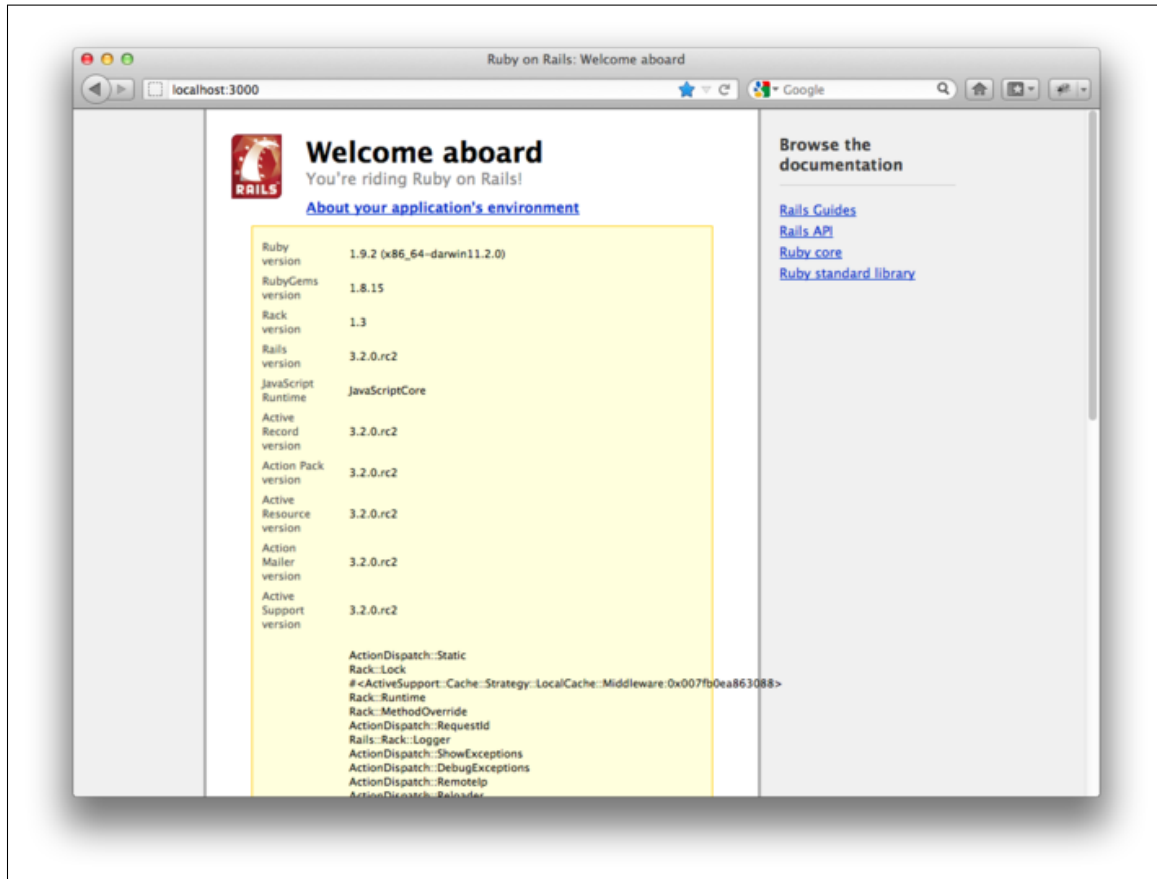 Ruby on Rails: Welcome aboard
localhost:3000
Google
RAILS
Welcome aboard
You're riding Ruby on Rails!
About your application's environment
Ruby
version
1.9.2 (x86_64-darwin11.2.0)
RubyGems
version
1.8.15
Rack
version
1.3
Rails
version
3.2.0.rc2
JavaScript
Runtime
JavaScriptCore
Active
Record
version
3.2.0.rc2
Action Pack
version
3.2.0.rc2
Active
Resource
version
3.2.0.rc2
Action
Mailer
version
3.2.0.rc2
Active
Support
version
3.2.0.rc2
ActionDispatch::Static
Rack::Lock
#<ActiveSupport::Cache::Strategy::LocalCache::Middleware:0x007fb0ea863088>
Rack::Runtime
Rack::MethodOverride
ActionDispatch::RequestId
Rails::Rack::Logger
ActionDispatch::ShowExceptions
ActionDispatch::DebugExceptions
ActionDispatch::RemoteIp
ActionDispatch::Reloader
Browse the
documentation
Rails Guides
Rails API
Ruby core
Ruby standard library